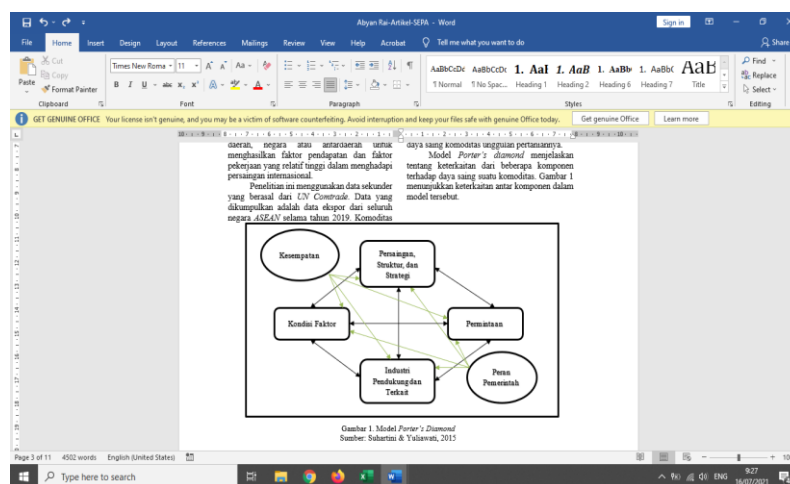 Abyan Rai-Artikel-SEPA - Word
Sign in
File Home Insert Design Layout References Mailings Review View Help Acrobat Tell me what you want to do Share
Paste
Cut
Copy
Format Painter
Clipboard
Times New Roma 11
Font
Paragraph
AaBbCcDc AaBbCcDc 1. AaI 1. AaB 1. AaBb 1. AaBbC AaB
¶ Normal ¶ No Spac... Heading 1 Heading 2 Heading 6 Heading 7 Title
Styles
Find
Replace
Select
Editing
GET GENUINE OFFICE Your license isn't genuine, and you may be a victim of software counterfeiting. Avoid interruption and keep your files safe with genuine Office today. Get genuine Office Learn more
daerah, negara atau antardaerah untuk
menghasilkan faktor pendapatan dan faktor
pekerjaan yang relatif tinggi dalam menghadapi
persaingan internasional.
Penelitian ini menggunakan data sekunder
yang berasal dari UN Comtrade. Data yang
dikumpulkan adalah data ekspor dari seluruh
negara ASEAN selama tahun 2019. Komoditas
daya saing komoditas unggulan pertaniannya.
Model Porter's diamond menjelaskan
tentang keterkaitan dari beberapa komponen
terhadap daya saing suatu komoditas. Gambar 1
menunjukkan keterkaitan antar komponen dalam
model tersebut.
Kesempatan
Persaingan,
Struktur, dan
Strategi
Kondisi Faktor
Permintaan
Industri
Pendukung dan
Terkait
Peran
Pemerintah
Gambar 1. Model Porter's Diamond
Sumber: Suhartini & Yuliawati, 2015
Page 3 of 11 4502 words English (United States)
Type here to search
ENG
9:27
16/07/2021